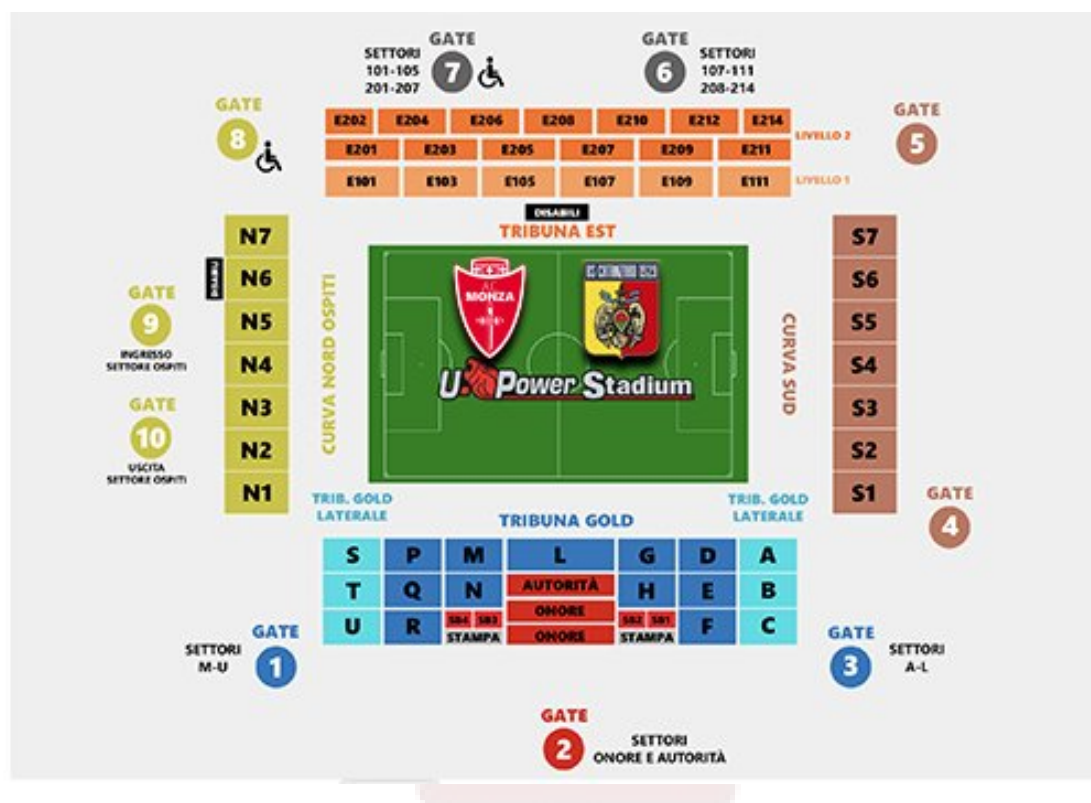 GATE
7
SETTORI
101-105
201-207
GATE
6
SETTORI
107-111
208-214
GATE
8
GATE
5
E202 E204 E206 E208 E210 E212 E214
LIVELLO 2
E201 E203 E205 E207 E209 E211
E101 E103 E105 E107 E109 E111
LIVELLO 1
DISABILI
TRIBUNA EST
N7
N6
N5
N4
N3
N2
N1
DISABILI
CURVA NORD OSPITI
GATE
9
INGRESSO
SETTORE OSPITI
GATE
10
USCITA
SETTORE OSPITI
A.C.
MONZA
US CATANZARO 1929
U.Power Stadium
CURVA SUD
S7
S6
S5
S4
S3
S2
S1
GATE
4
TRIB. GOLD
LATERALE
TRIBUNA GOLD
TRIB. GOLD
LATERALE
S P M L G D A
T Q N AUTORITÀ H E B
ONORE
U R SB4 SB3 SB2 SB1 F C
STAMPA ONORE STAMPA
GATE
1
SETTORI
M-U
GATE
3
SETTORI
A-L
GATE
2
SETTORI
ONORE E AUTORITÀ